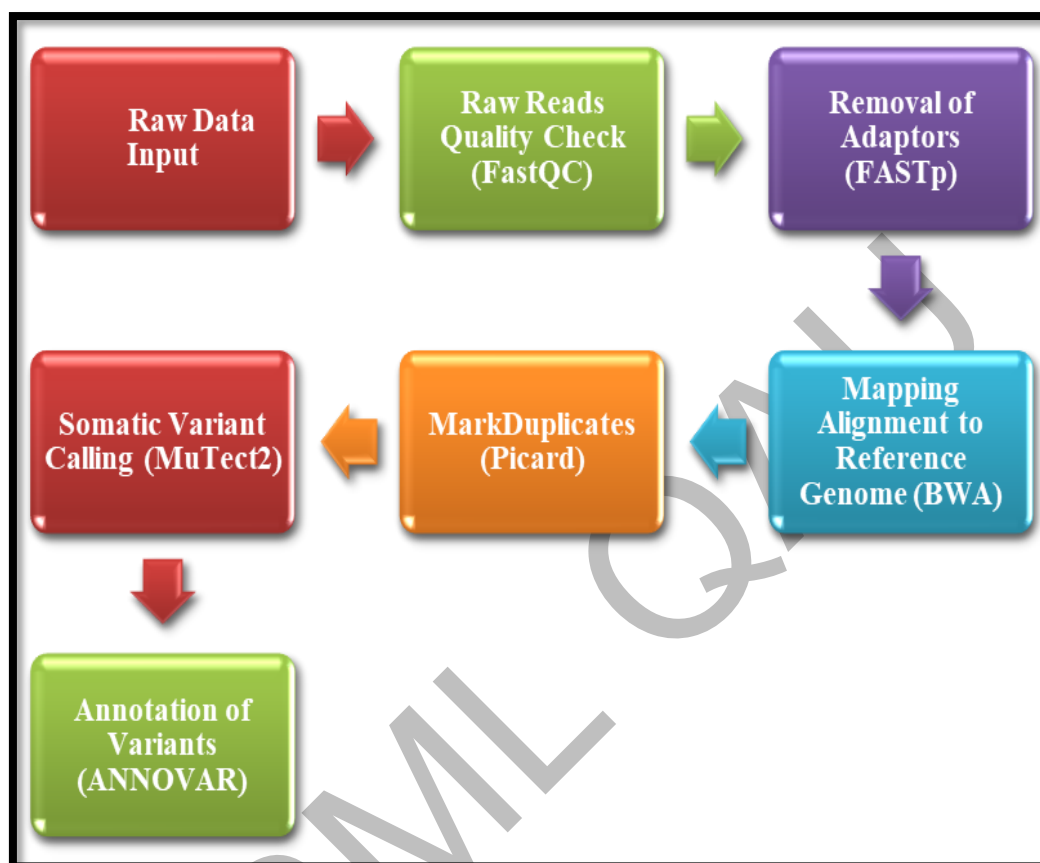 Raw Data
Input
Raw Reads
Quality Check
(FastQC)
Removal of
Adaptors
(FASTp)
Mapping
Alignment to
Reference
Genome (BWA)
MarkDuplicates
(Picard)
Somatic Variant
Calling (MuTect2)
Annotation of
Variants
(ANNOVAR)
QAU